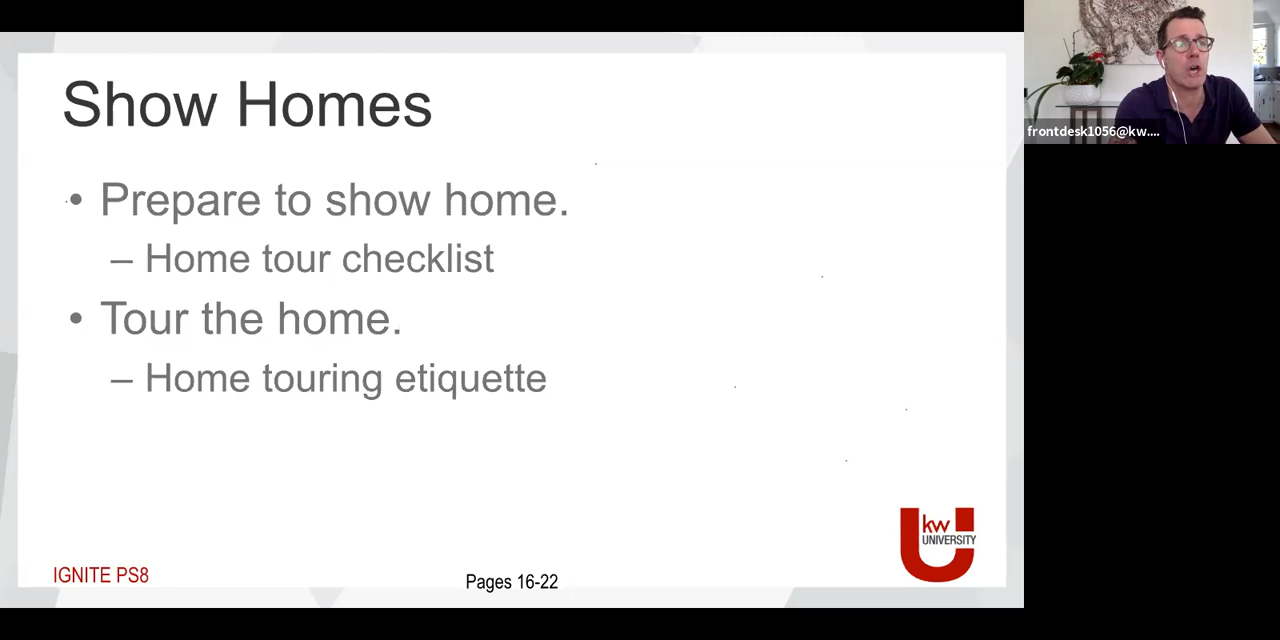 Show Homes
• Prepare to show home.
– Home tour checklist
• Tour the home.
– Home touring etiquette
IGNITE PS8
Pages 16-22
kw
UNIVERSITY
frontdesk1056@kw....